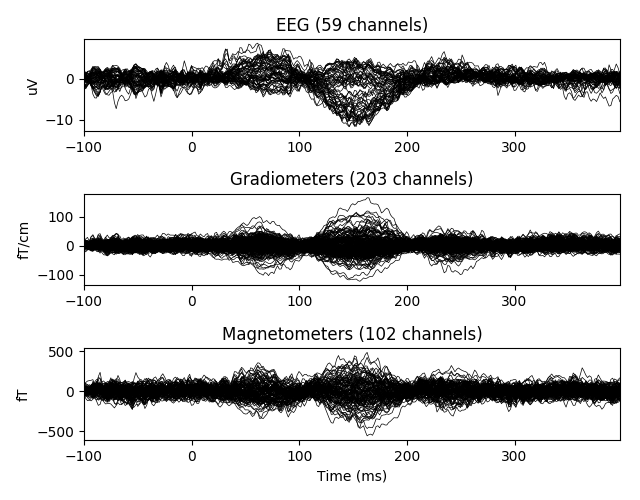 EEG (59 channels)
uV
0
−10
−100 0 100 200 300
Gradiometers (203 channels)
fT/cm
100
0
−100
−100 0 100 200 300
Magnetometers (102 channels)
fT
500
0
−500
−100 0 100 200 300
Time (ms)